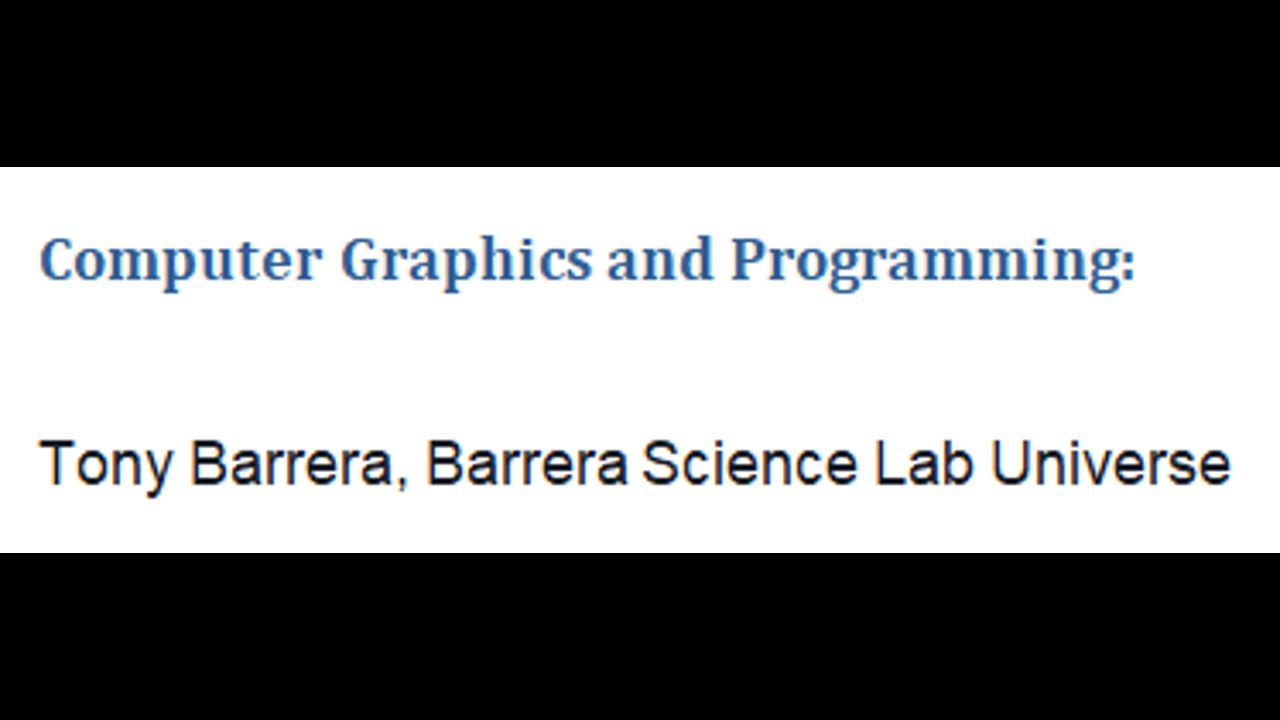 Computer Graphics and Programming:
Tony Barrera, Barrera Science Lab Universe